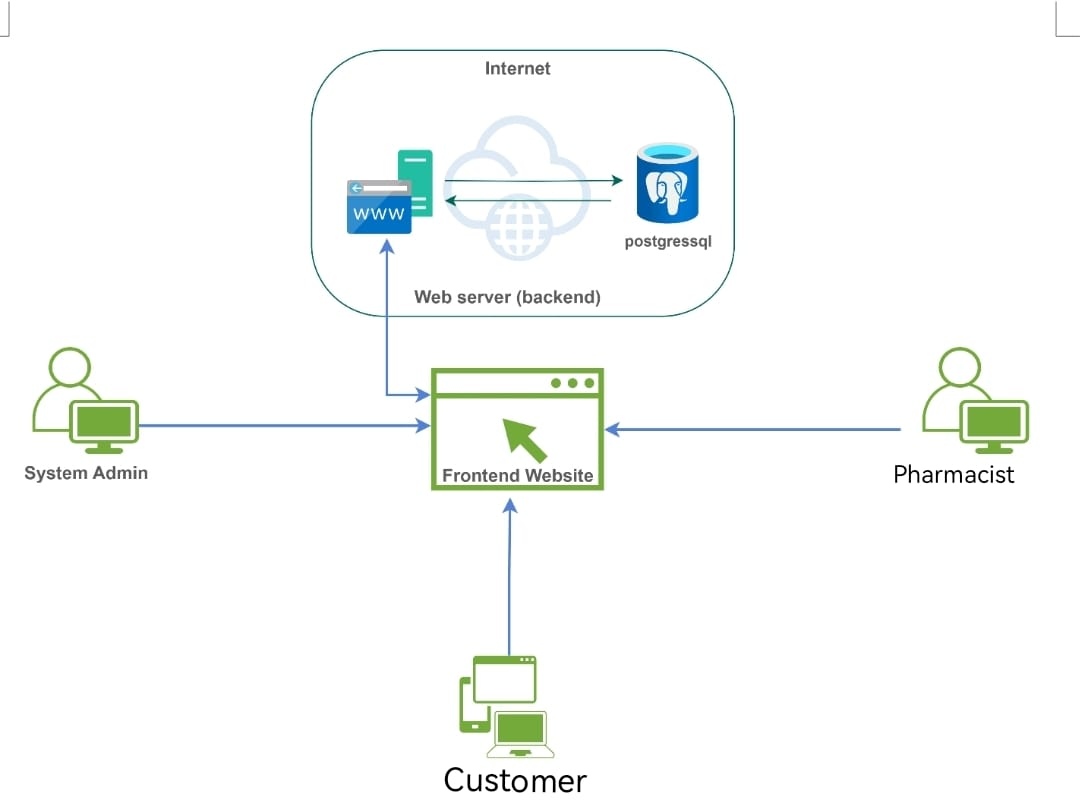 Internet
WWW
postgressql
Web server (backend)
System Admin
Frontend Website
Pharmacist
Customer